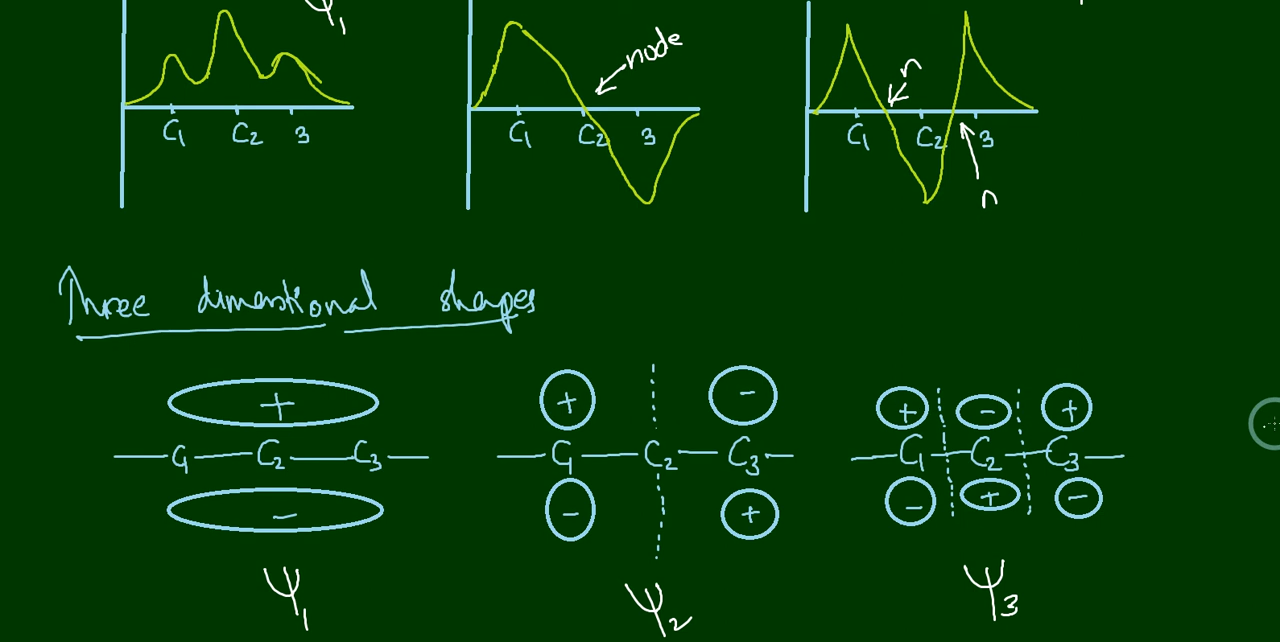 ψ₁
node
n
C₁ C₂ 3
C₁ C₂ 3
C₁ C₂ 3
n
Three dimenstional shapes
+
+ -
+ - +
C₁ C₂ C₃
C₁ C₂ C₃
C₁ C₂ C₃
-
- +
- + -
ψ₁
ψ₂
ψ₃